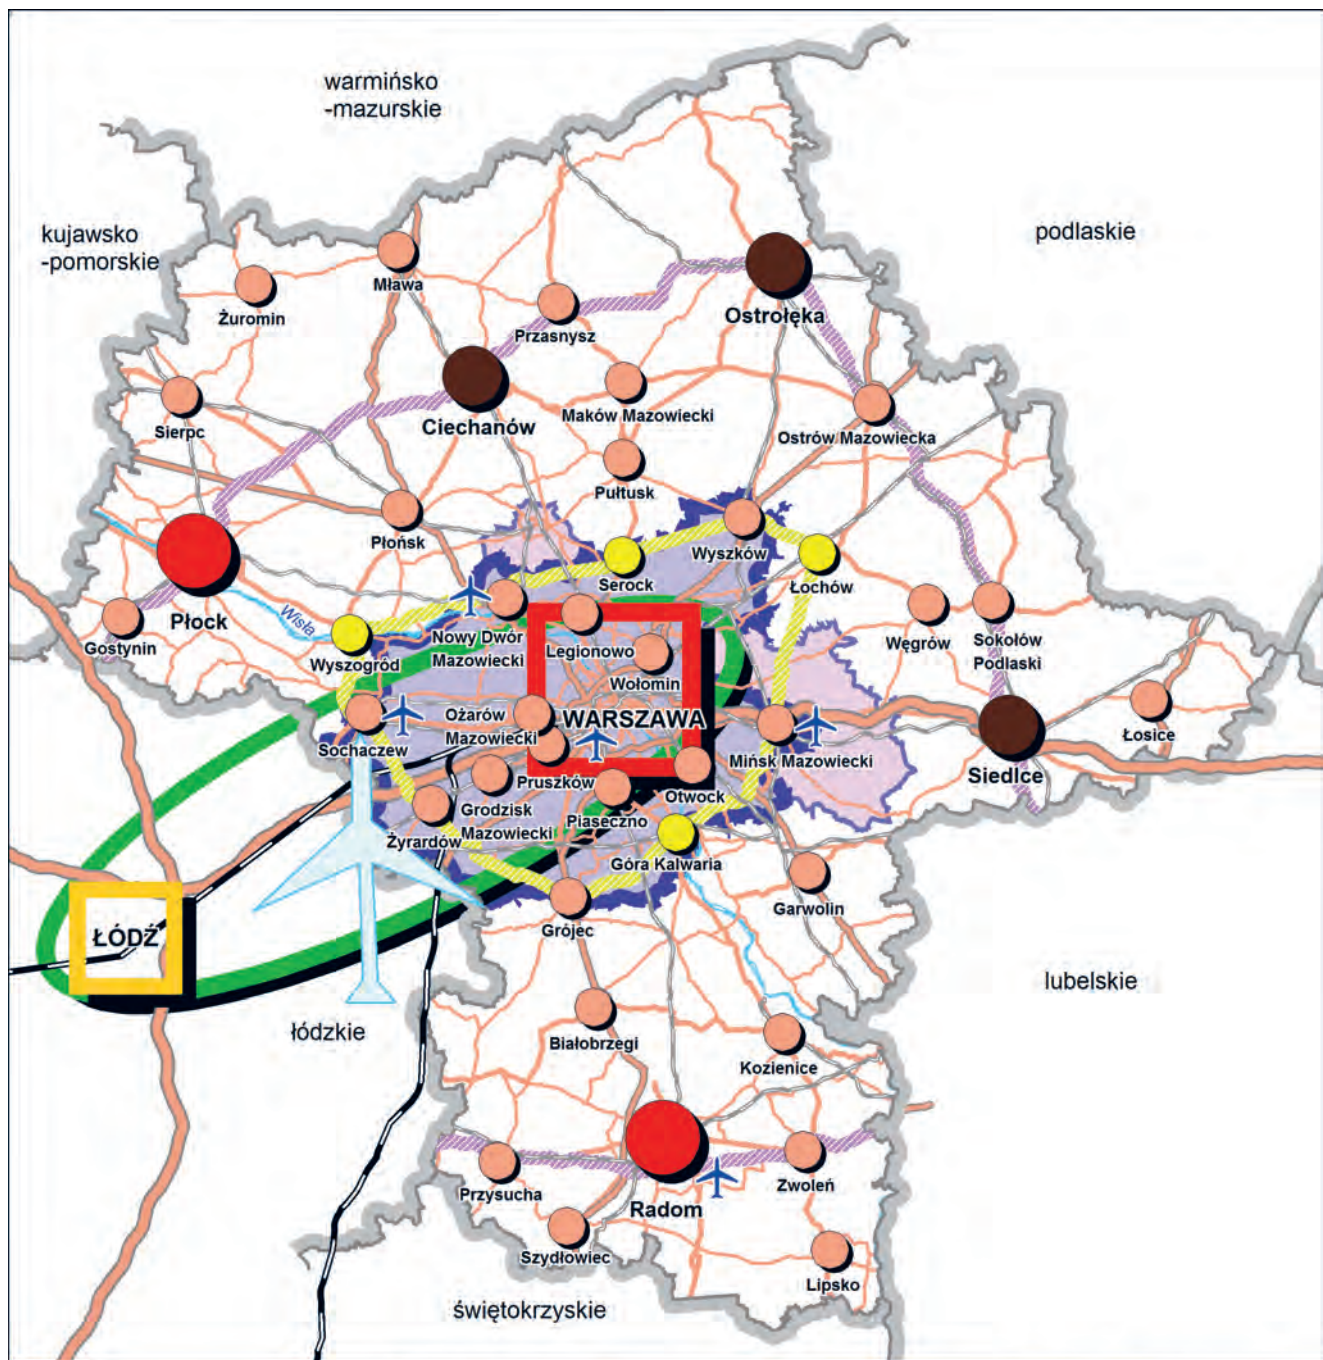 warmińsko
-mazurskie
kujawsko
-pomorskie
podlaskie
Mława
Żuromin
Przasnysz
Ostrołęka
Sierpc
Ciechanów
Maków Mazowiecki
Ostrów Mazowiecka
Pułtusk
Płońsk
Wyszków
Serock
Łochów
Płock
Wisła
Gostynin
Wyszogród
Nowy Dwór
Mazowiecki
Legionowo
Węgrów
Sokołów
Podlaski
Wołomin
Ożarów
Mazowiecki
WARSZAWA
Sochaczew
Mińsk Mazowiecki
Siedlce
Łosice
Pruszków
Otwock
Grodzisk
Mazowiecki
Piaseczno
Żyrardów
Góra Kalwaria
Garwolin
Grójec
ŁÓDŹ
łódzkie
lubelskie
Białobrzegi
Kozienice
Przysucha
Radom
Zwoleń
Szydłowiec
Lipsko
świętokrzyskie